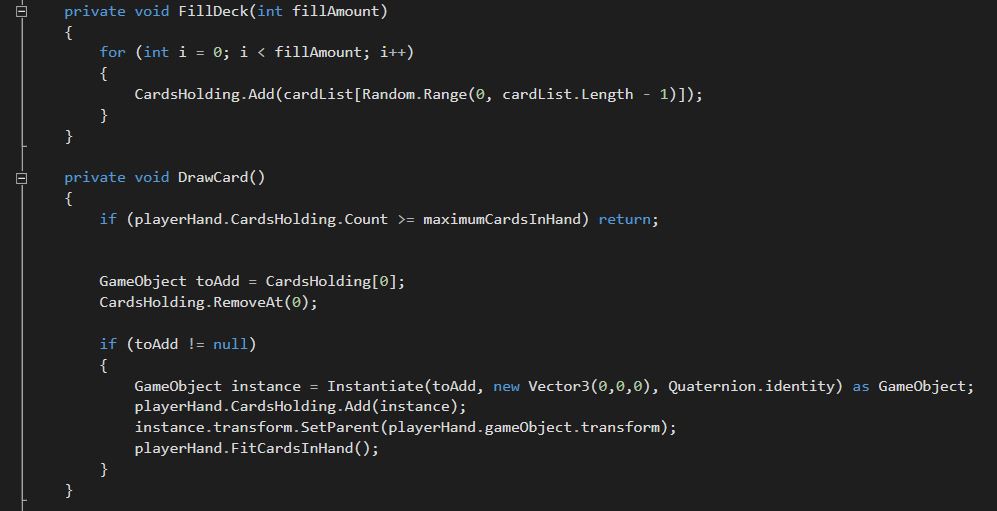 private void FillDeck(int fillAmount)
{
for (int i = 0; i < fillAmount; i++)
{
CardsHolding.Add(cardList[Random.Range(0, cardList.Length - 1)]);
}
}
private void DrawCard()
{
if (playerHand.CardsHolding.Count >= maximumCardsInHand) return;
GameObject toAdd = CardsHolding[0];
CardsHolding.RemoveAt(0);
if (toAdd != null)
{
GameObject instance = Instantiate(toAdd, new Vector3(0,0,0), Quaternion.identity) as GameObject;
playerHand.CardsHolding.Add(instance);
instance.transform.SetParent(playerHand.gameObject.transform);
playerHand.FitCardsInHand();
}
}